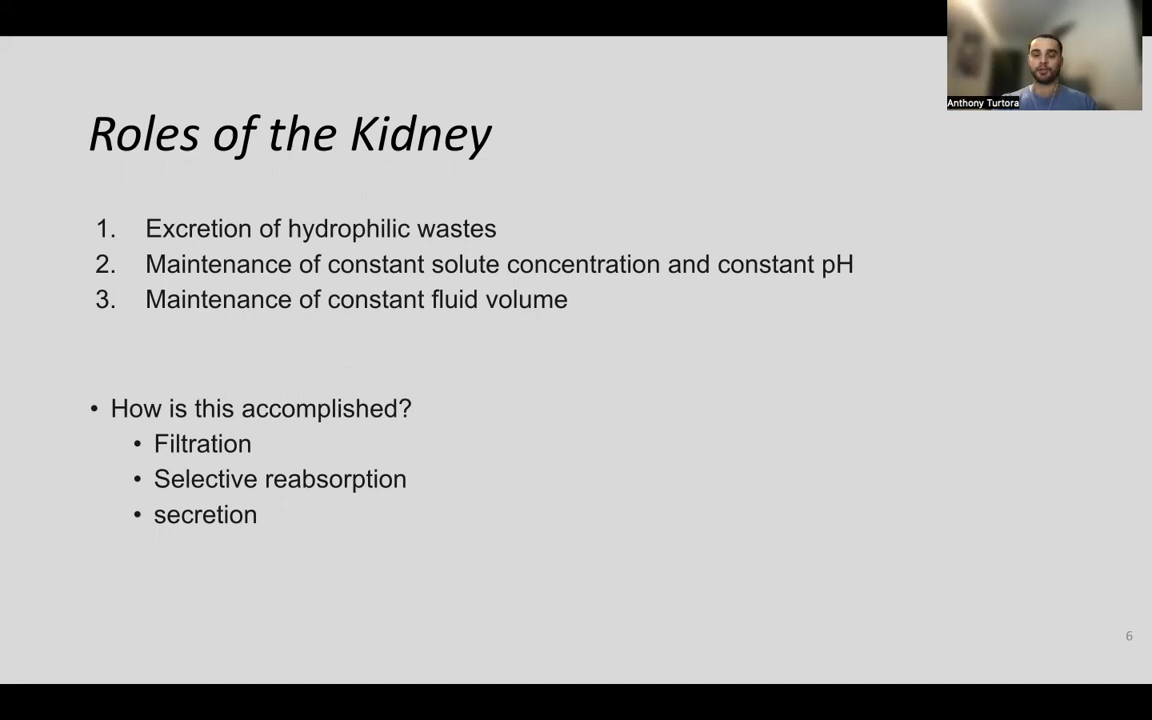 Anthony Turtora
Roles of the Kidney
1. Excretion of hydrophilic wastes
2. Maintenance of constant solute concentration and constant pH
3. Maintenance of constant fluid volume
• How is this accomplished?
• Filtration
• Selective reabsorption
• secretion
6